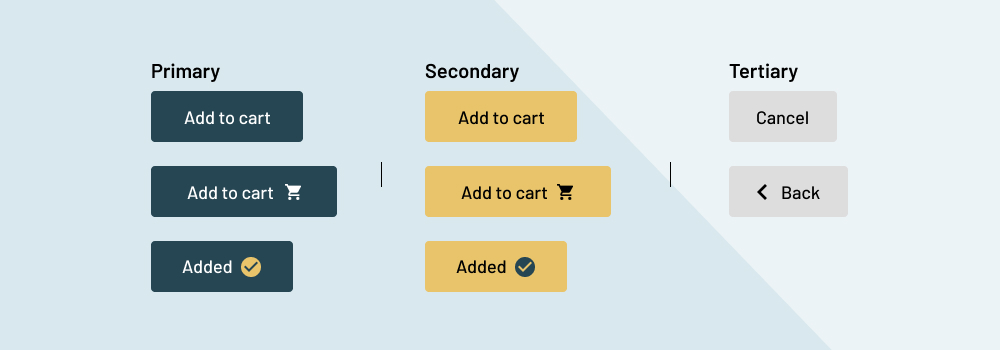 Primary
Add to cart
Add to cart
Added
Secondary
Add to cart
Add to cart
Added
Tertiary
Cancel
Back